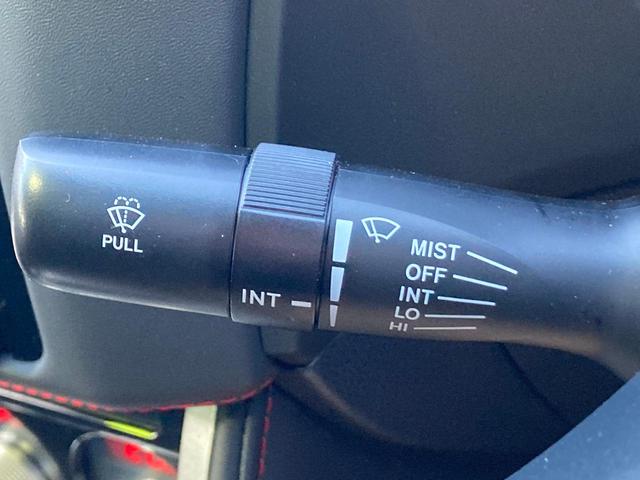 PULL
INT
MIST
OFF
INT
LO
HI